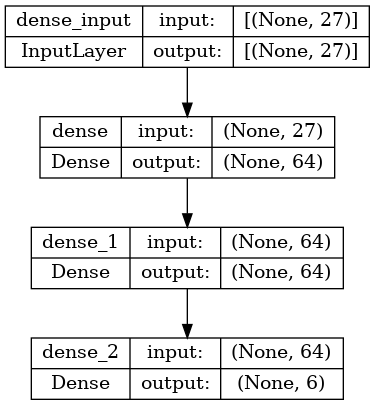 dense_input input: [(None, 27)]
InputLayer output: [(None, 27)]
dense input: (None, 27)
Dense output: (None, 64)
dense_1 input: (None, 64)
Dense output: (None, 64)
dense_2 input: (None, 64)
Dense output: (None, 6)